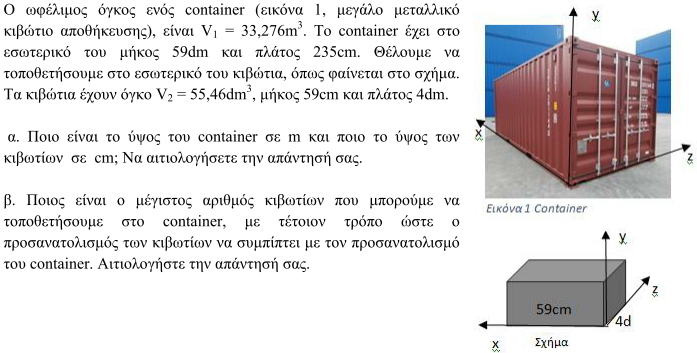 Ο ωφέλιμος όγκος ενός container (εικόνα 1, μεγάλο μεταλλικό
κιβώτιο αποθήκευσης), είναι V₁ = 33,276m³. Το container έχει στο
εσωτερικό του μήκος 59dm και πλάτος 235cm. Θέλουμε να
τοποθετήσουμε στο εσωτερικό του κιβώτια, όπως φαίνεται στο σχήμα.
Τα κιβώτια έχουν όγκο V₂ = 55,46dm³, μήκος 59cm και πλάτος 4dm.
α. Ποιο είναι το ύψος του container σε m και ποιο το ύψος των
κιβωτίων σε cm; Να αιτιολογήσετε την απάντησή σας.
β. Ποιος είναι ο μέγιστος αριθμός κιβωτίων που μπορούμε να
τοποθετήσουμε στο container, με τέτοιον τρόπο ώστε ο
προσανατολισμός των κιβωτίων να συμπίπτει με τον προσανατολισμό
του container. Αιτιολογήστε την απάντησή σας.
y
x
z
Εικόνα 1 Container
y
z
59cm
4d
x
Σχήμα